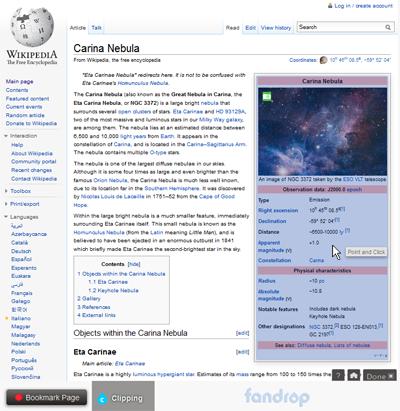 Log in / create account
WIKIPEDIA
The Free Encyclopedia
Article Talk Read Edit View history Search
Carina Nebula
From Wikipedia, the free encyclopedia
Coordinates: 10h 45m 08.5s, −59° 52′ 04″
"Eta Carinae Nebula" redirects here. It is not to be confused with
Eta Carinae's Homunculus Nebula.
The Carina Nebula (also known as the Great Nebula in Carina, the
Eta Carina Nebula, or NGC 3372) is a large bright nebula that
surrounds several open clusters of stars. Eta Carinae and HD 93129A,
two of the most massive and luminous stars in our Milky Way galaxy,
are among them. The nebula lies at an estimated distance between
6,500 and 10,000 light years from Earth. It appears in the
constellation of Carina, and is located in the Carina–Sagittarius Arm.
The nebula contains multiple O-type stars.
The nebula is one of the largest diffuse nebulae in our skies.
Although it is some four times as large and even brighter than the
famous Orion Nebula, the Carina Nebula is much less well known,
due to its location far in the Southern Hemisphere. It was discovered
by Nicolas Louis de Lacaille in 1751–52 from the Cape of Good
Hope.
Within the large bright nebula is a much smaller feature, immediately
surrounding Eta Carinae itself. This small nebula is known as the
Homunculus Nebula (from the Latin meaning Little Man), and is
believed to have been ejected in an enormous outburst in 1841
which briefly made Eta Carinae the second-brightest star in the sky.
Contents [hide]
1 Objects within the Carina Nebula
1.1 Eta Carinae
1.2 Keyhole Nebula
2 Gallery
3 References
4 External links
Objects within the Carina Nebula [edit]
Eta Carinae [edit]
Main article: Eta Carinae
Eta Carinae is a highly luminous hypergiant star. Estimates of its mass range from 100 to 150 times the
Main page
Contents
Featured content
Current events
Random article
Donate to Wikipedia
Interaction
Help
About Wikipedia
Community portal
Recent changes
Contact Wikipedia
Toolbox
Print/export
Languages
العربية
Azərbaycanca
Català
Deutsch
Español
Esperanto
Euskara
فارسی
Français
Galego
한국어
Italiano
Magyar
Malagasy
Nederlands
Polski
Português
Русский
Slovenčina
Slovenščina
Carina Nebula
An image of NGC 3372 taken by the ESO VLT telescope
Observation data: J2000.0 epoch
Type Emission
Right ascension 10h 45m 08.5s[1]
Declination -59° 52′ 04″[1]
Distance ~6500-10000 ly
Apparent magnitude (V) +1.0
Constellation Carina
Physical characteristics
Absolute magnitude (V)
Notable features Includes dark nebula
Keyhole Nebula
Other designations NGC 3372,[2] ESO 128-EN013,[1]
GC 2197[1]
See also: Diffuse nebula, Lists of nebulae
v·d·e
Point and Click
? Done
Bookmark Page
Clipping
fandrop